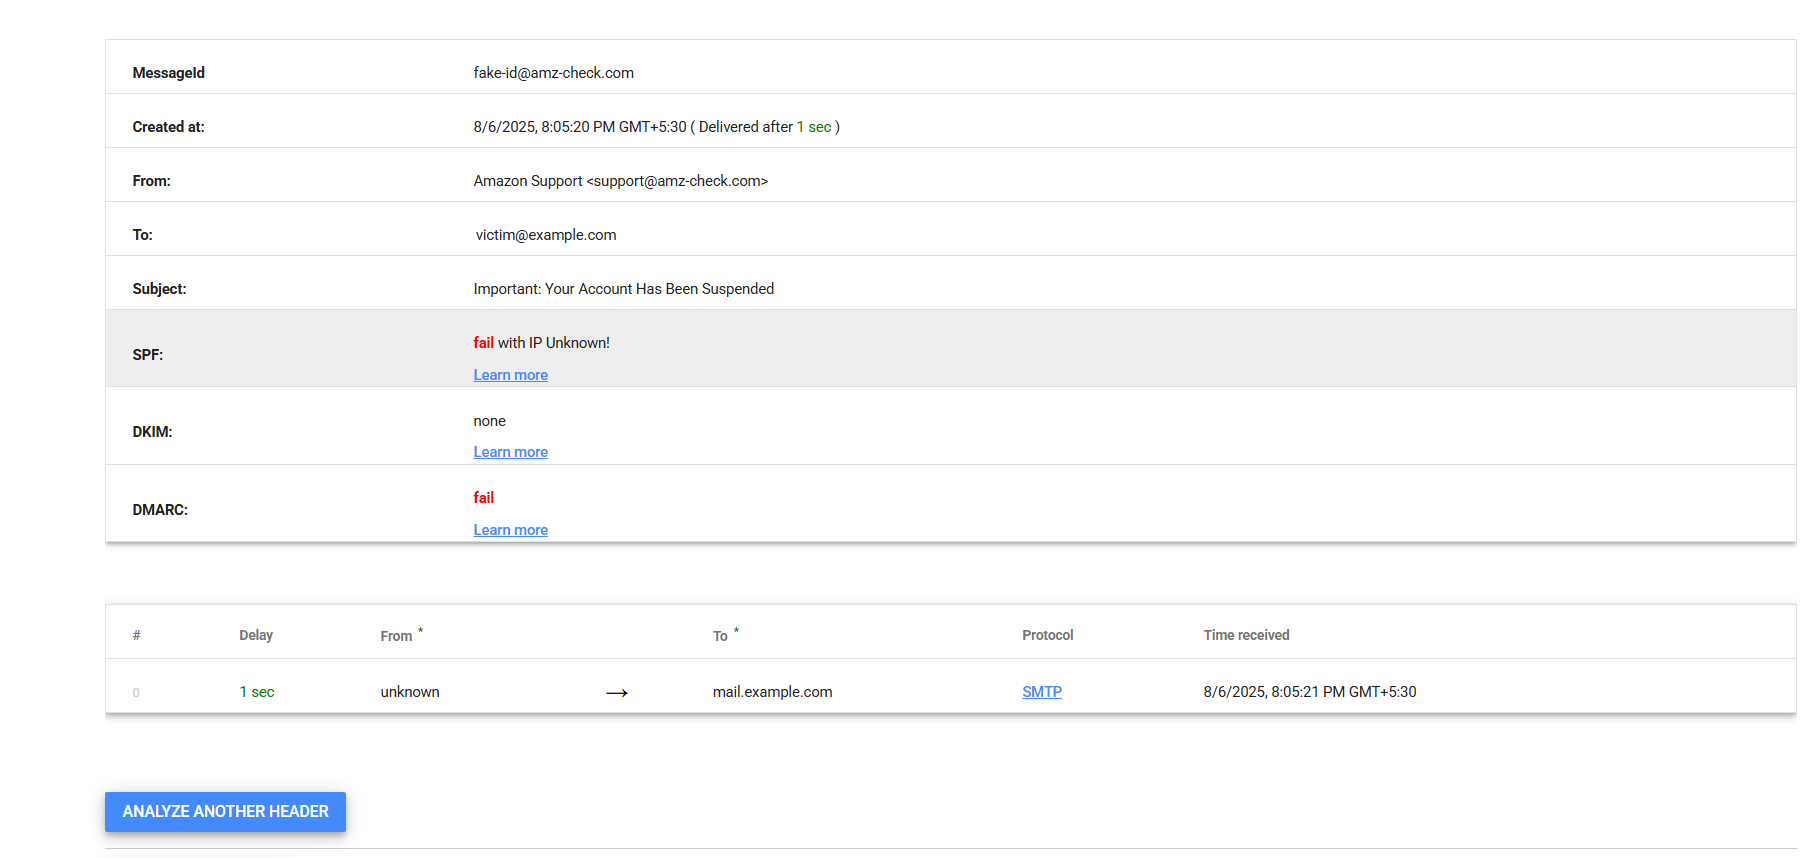 MessageId fake-id@amz-check.com
Created at: 8/6/2025, 8:05:20 PM GMT+5:30 ( Delivered after 1 sec )
From: Amazon Support <support@amz-check.com>
To: victim@example.com
Subject: Important: Your Account Has Been Suspended
SPF: fail with IP Unknown!
Learn more
DKIM: none
Learn more
DMARC: fail
Learn more
# Delay From * To * Protocol Time received
0 1 sec unknown → mail.example.com SMTP 8/6/2025, 8:05:21 PM GMT+5:30
ANALYZE ANOTHER HEADER